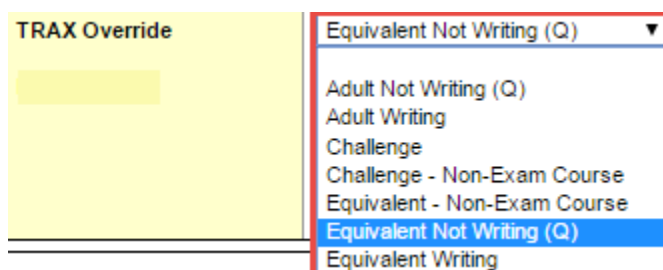 TRAX Override
Equivalent Not Writing (Q)
Adult Not Writing (Q)
Adult Writing
Challenge
Challenge - Non-Exam Course
Equivalent - Non-Exam Course
Equivalent Not Writing (Q)
Equivalent Writing